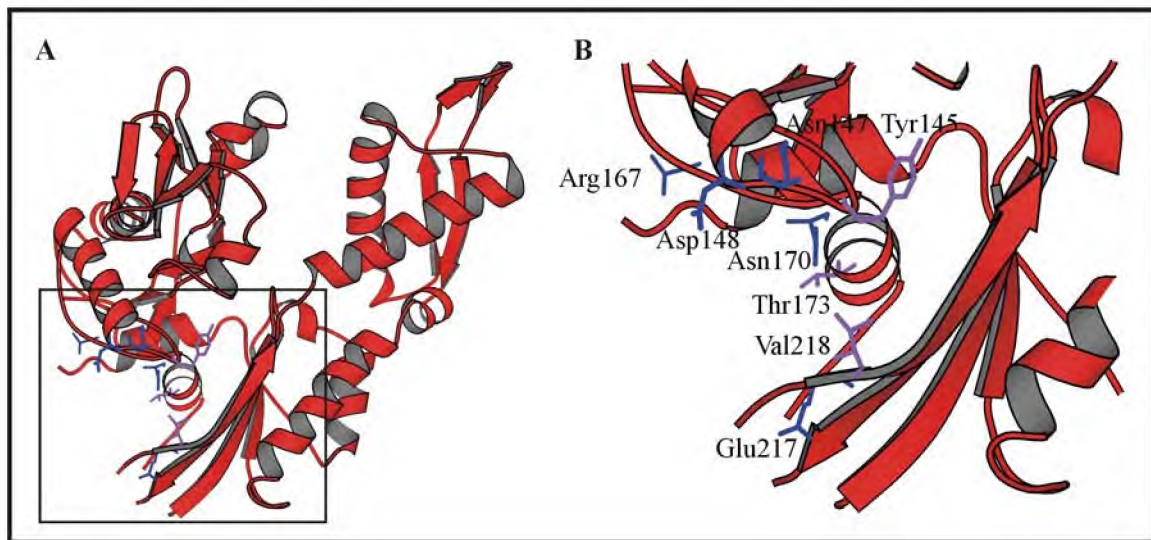 A
B
Asn147 Tyr145
Arg167
Asp148
Asn170
Thr173
Val218
Glu217